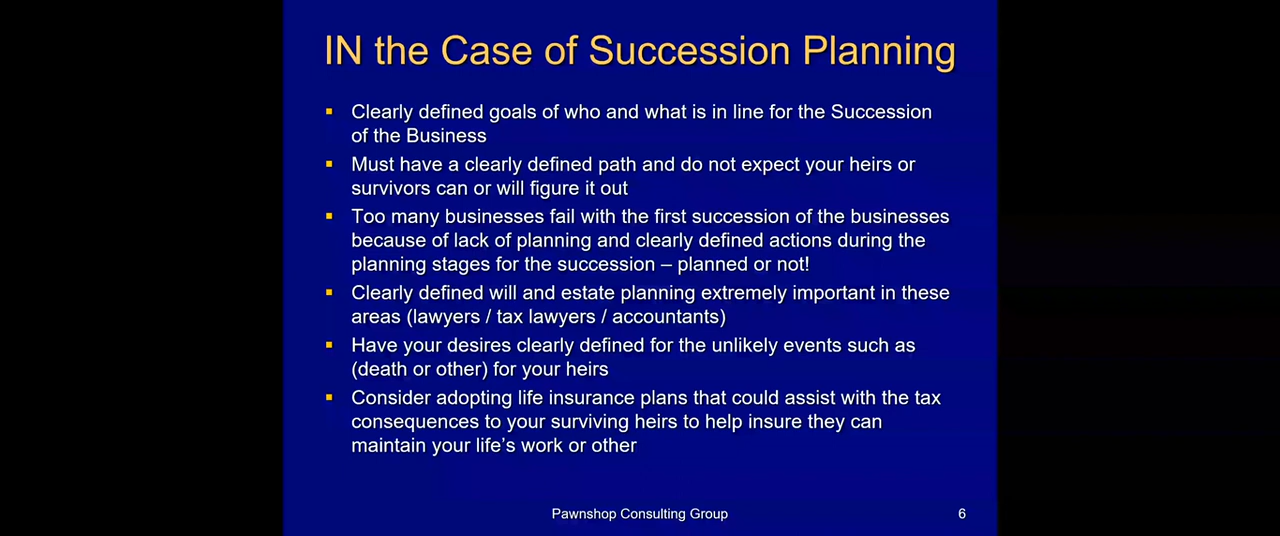 IN the Case of Succession Planning
▪ Clearly defined goals of who and what is in line for the Succession
of the Business
▪ Must have a clearly defined path and do not expect your heirs or
survivors can or will figure it out
▪ Too many businesses fail with the first succession of the businesses
because of lack of planning and clearly defined actions during the
planning stages for the succession – planned or not!
▪ Clearly defined will and estate planning extremely important in these
areas (lawyers / tax lawyers / accountants)
▪ Have your desires clearly defined for the unlikely events such as
(death or other) for your heirs
▪ Consider adopting life insurance plans that could assist with the tax
consequences to your surviving heirs to help insure they can
maintain your life’s work or other
Pawnshop Consulting Group
6